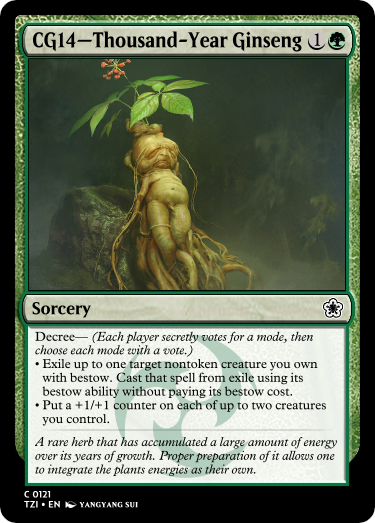 CG14—Thousand-Year Ginseng 1
Sorcery
Decree— (Each player secretly votes for a mode, then
choose each mode with a vote.)
• Exile up to one target nontoken creature you own
with bestow. Cast that spell from exile using its
bestow ability without paying its bestow cost.
• Put a +1/+1 counter on each of up to two creatures
you control.
A rare herb that has accumulated a large amount of energy
over its years of growth. Proper preparation of it allows one
to integrate the plants energies as their own.
C 0121
TZI • EN YANGYANG SUI